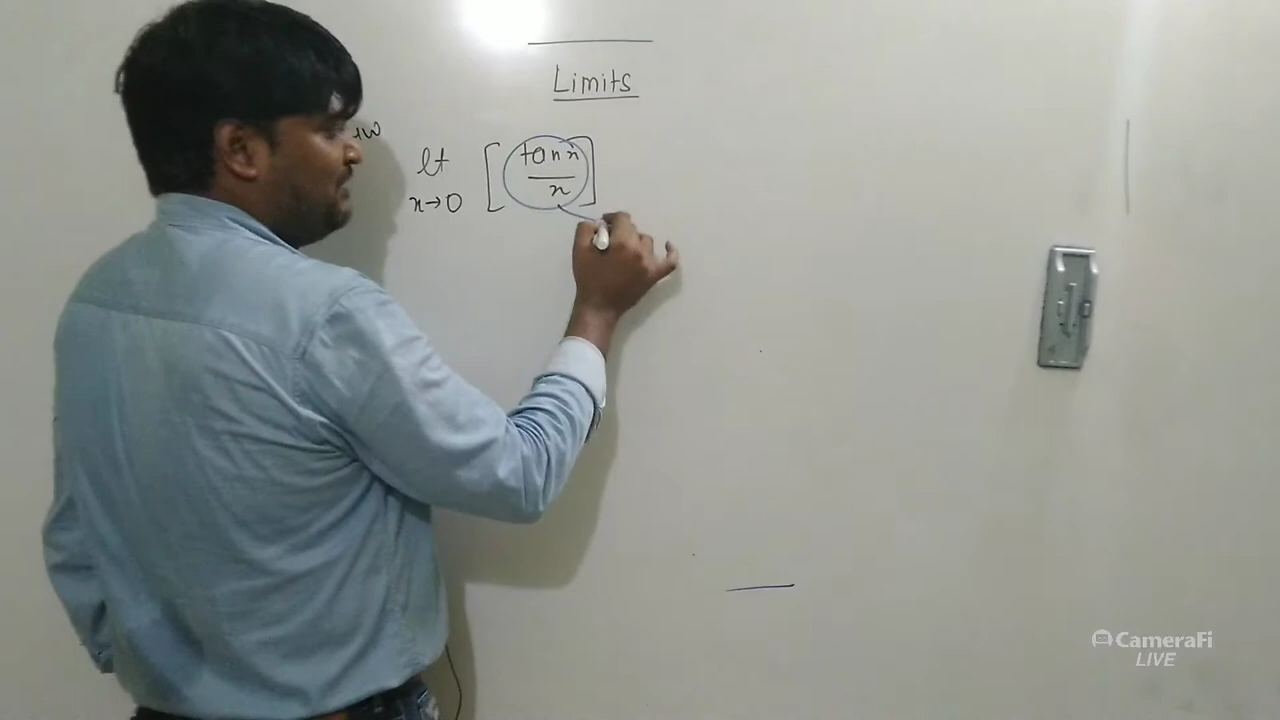 Limits
lt [ tan x
x→0 x ]
CameraFi
LIVE